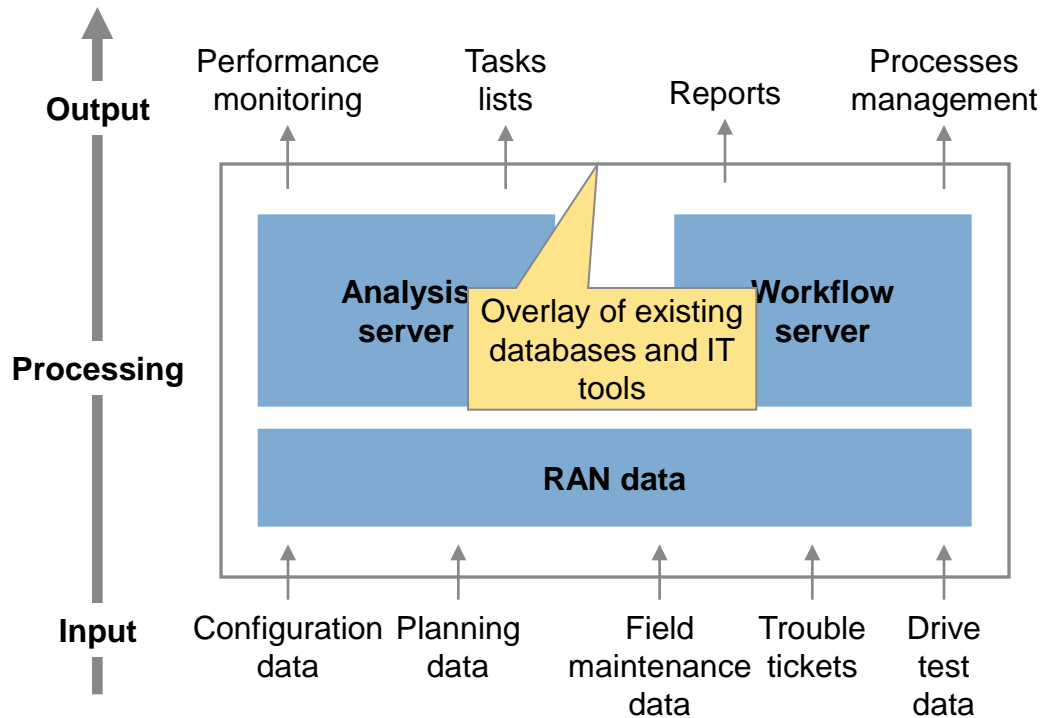 Output
Performance
monitoring
Tasks
lists
Reports
Processes
management
Processing
Analysis
server
Workflow
server
Overlay of existing
databases and IT
tools
RAN data
Input
Configuration
data
Planning
data
Field
maintenance
data
Trouble
tickets
Drive
test
data